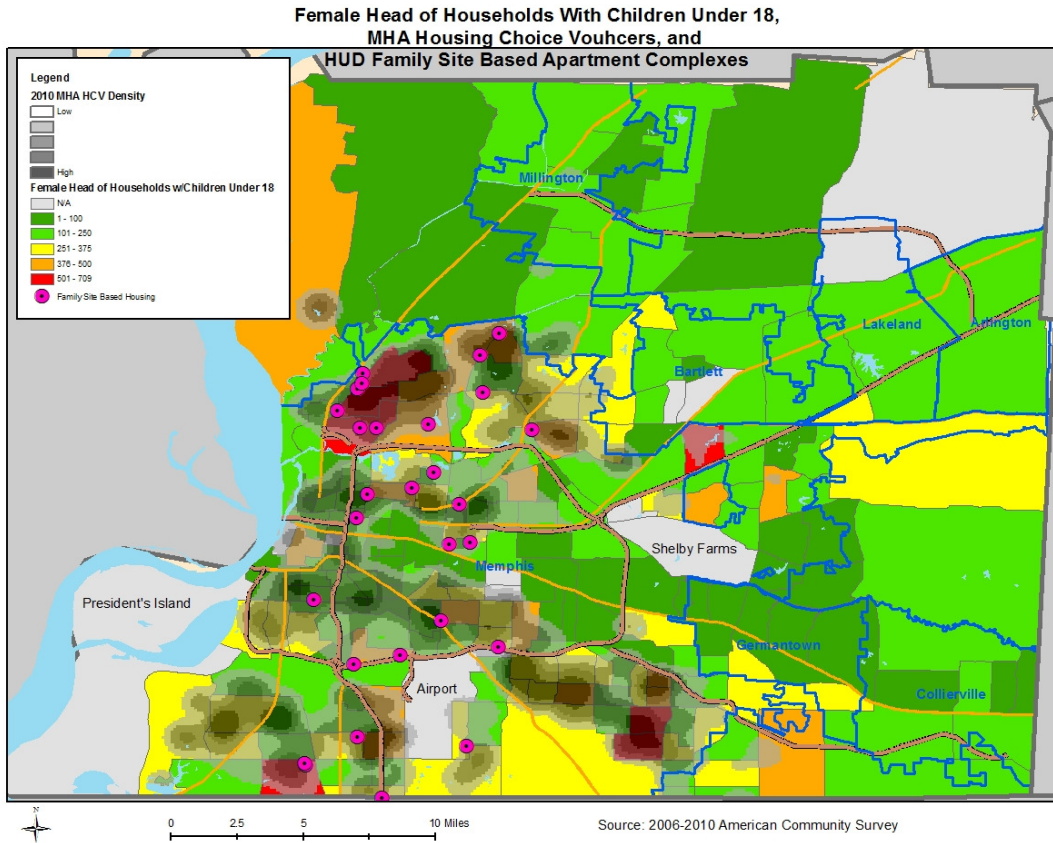 Female Head of Households With Children Under 18,
MHA Housing Choice Vouhcers, and
HUD Family Site Based Apartment Complexes
Legend
2010 MHA HCV Density
Low
High
Female Head of Households w/Children Under 18
N/A
1 - 100
101 - 250
251 - 375
376 - 500
501 - 709
Family Site Based Housing
Millington
Lakeland
Arlington
Bartlett
Shelby Farms
Memphis
President's Island
Germantown
Airport
Collierville
N
0 2.5 5 10 Miles
Source: 2006-2010 American Community Survey